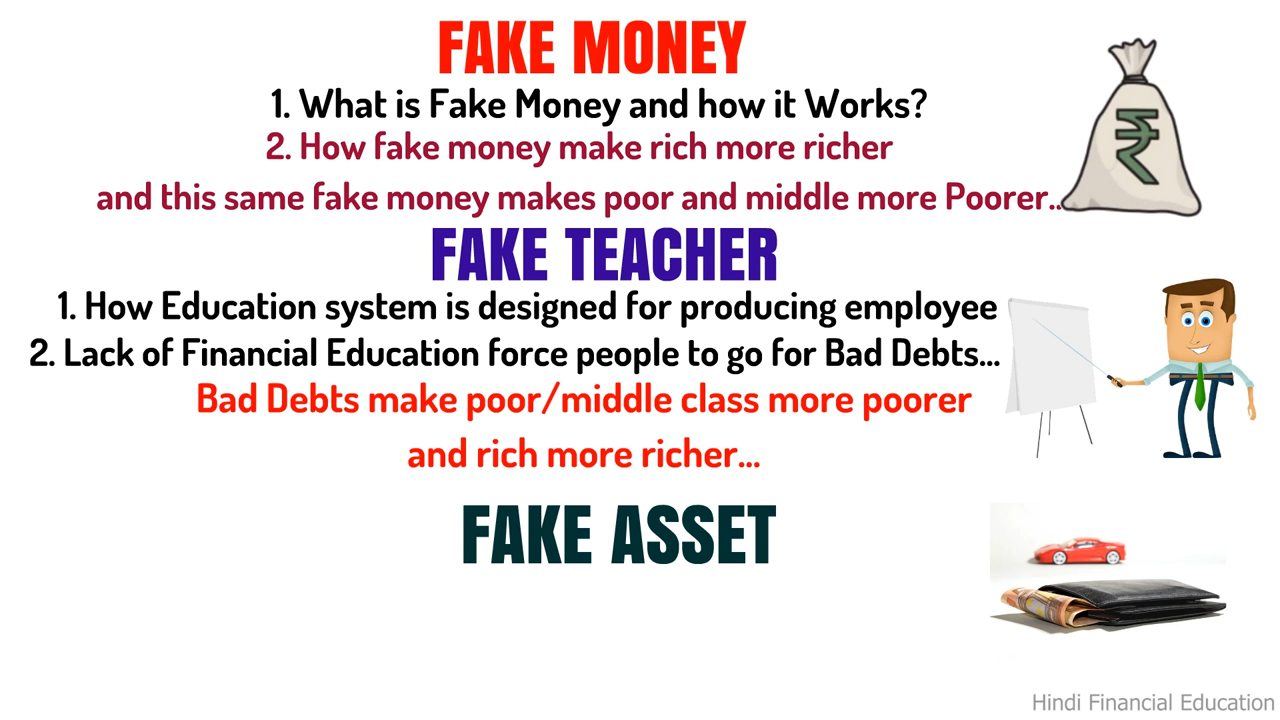 FAKE MONEY
1. What is Fake Money and how it Works?
2. How fake money make rich more richer
and this same fake money makes poor and middle more Poorer..
FAKE TEACHER
1. How Education system is designed for producing employee
2. Lack of Financial Education force people to go for Bad Debts...
Bad Debts make poor/middle class more poorer
and rich more richer...
FAKE ASSET
Hindi Financial Education